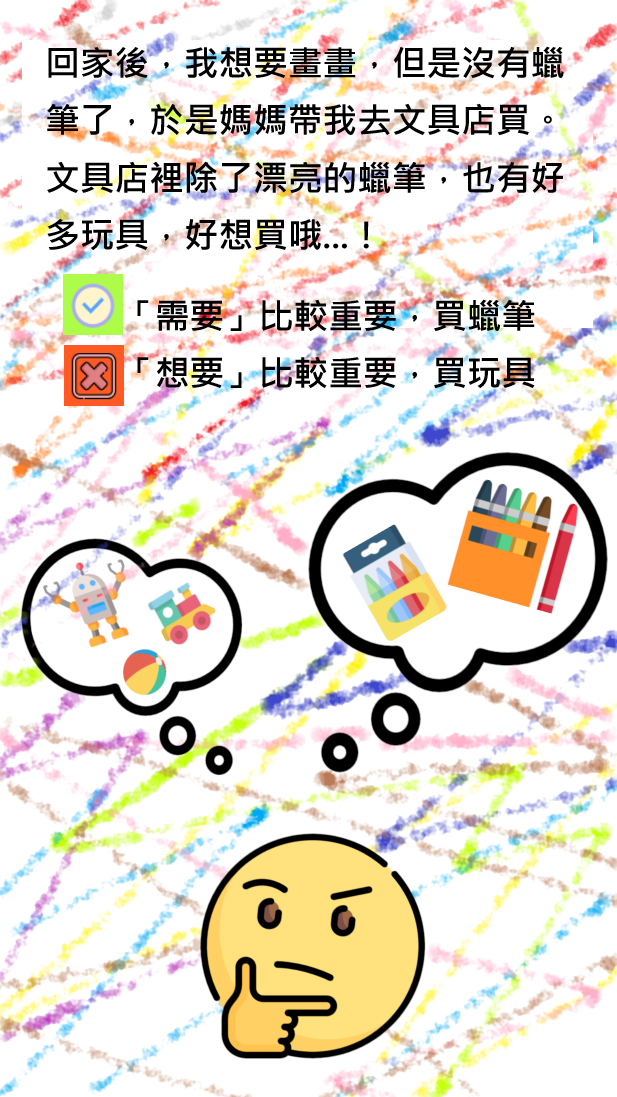 回家後，我想要畫畫，但是沒有蠟
筆了，於是媽媽帶我去文具店買。
文具店裡除了漂亮的蠟筆，也有好
多玩具，好想買哦...！
「需要」比較重要，買蠟筆
「想要」比較重要，買玩具